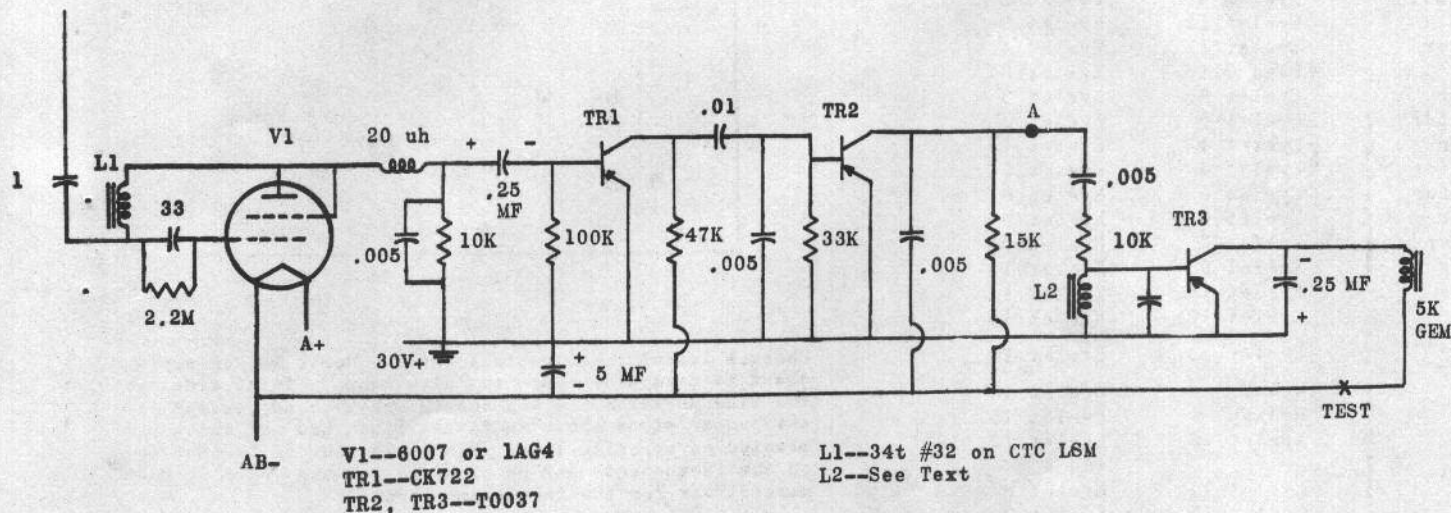 V1
20 uh
L1
1
33
2.2M
A+
AB-
+
-
.25
MF
.005
10K
30V+
100K
+
-
5 MF
TR1
.01
47K
.005
33K
TR2
.005
15K
A
.005
10K
L2
TR3
-
.25 MF
+
5K
GEM
TEST
V1--6007 or 1AG4
TR1--CK722
TR2, TR3--T0037
L1--34t #32 on CTC LSM
L2--See Text